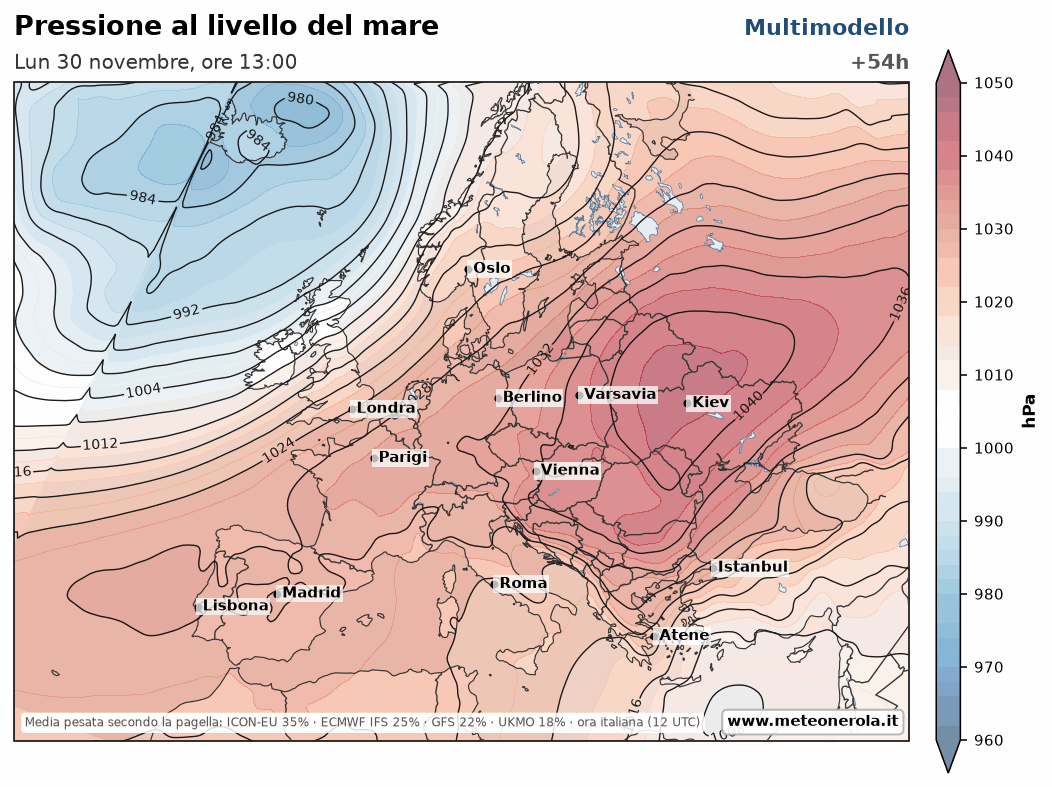 Pressione al livello del mare
Multimodello
Lun 30 novembre, ore 13:00
+54h
980
984
984
984
992
1004
1012
16
1024
028
1032
1036
1040
16
Oslo
Berlino
Varsavia
Kiev
Londra
Parigi
Vienna
Istanbul
Roma
Madrid
Lisbona
Atene
1050
1040
1030
1020
1010
1000
990
980
970
960
hPa
Media pesata secondo la pagella: ICON-EU 35% · ECMWF IFS 25% · GFS 22% · UKMO 18% · ora italiana (12 UTC)
www.meteonerola.it